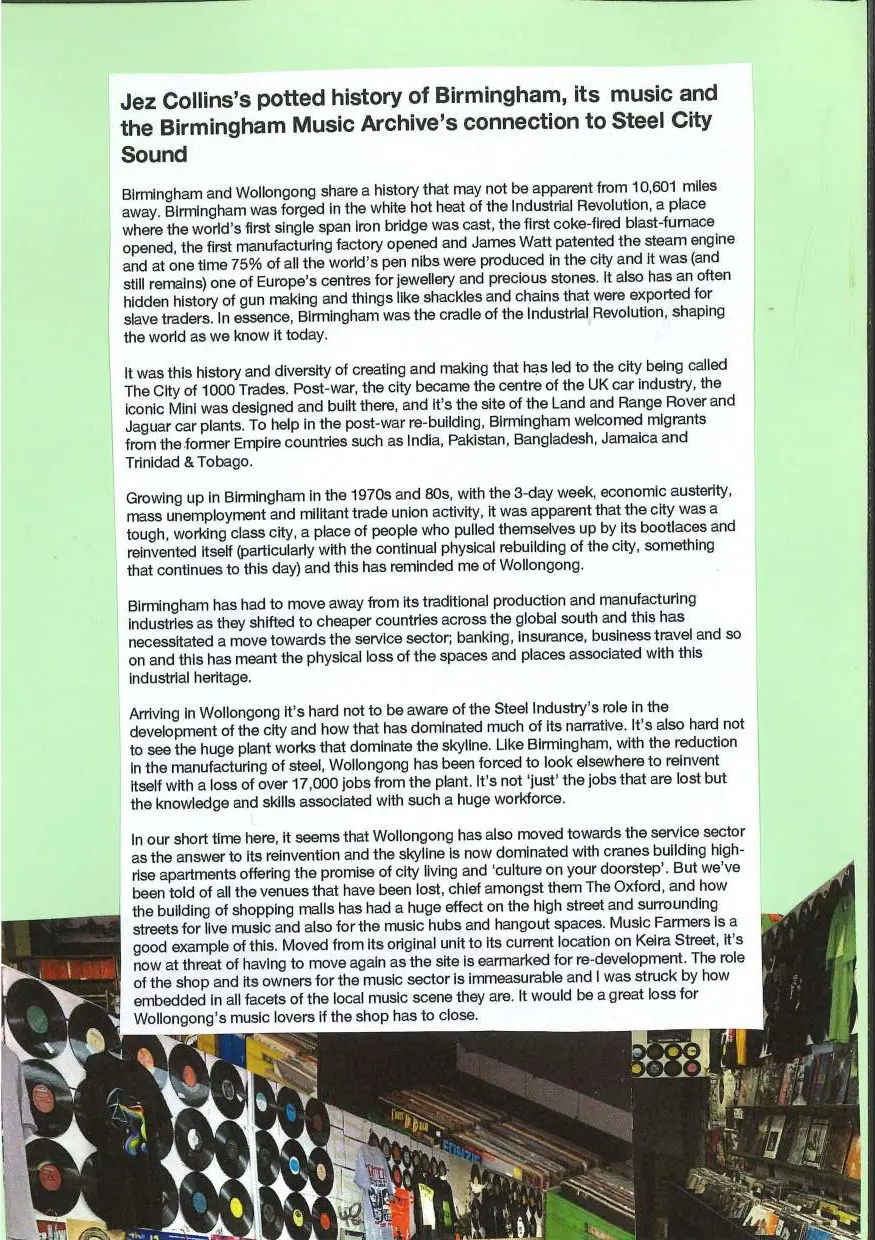 Jez Collins's potted history of Birmingham, its music and
the Birmingham Music Archive's connection to Steel City
Sound
Birmingham and Wollongong share a history that may not be apparent from 10,601 miles
away. Birmingham was forged in the white hot heat of the Industrial Revolution, a place
where the world's first single span iron bridge was cast, the first coke-fired blast-furnace
opened, the first manufacturing factory opened and James Watt patented the steam engine
and at one time 75% of all the world's pen nibs were produced in the city and it was (and
still remains) one of Europe's centres for jewellery and precious stones. It also has an often
hidden history of gun making and things like shackles and chains that were exported for
slave traders. In essence, Birmingham was the cradle of the Industrial Revolution, shaping
the world as we know it today.
It was this history and diversity of creating and making that has led to the city being called
The City of 1000 Trades. Post-war, the city became the centre of the UK car industry, the
iconic Mini was designed and built there, and it's the site of the Land and Range Rover and
Jaguar car plants. To help in the post-war re-building, Birmingham welcomed migrants
from the former Empire countries such as India, Pakistan, Bangladesh, Jamaica and
Trinidad & Tobago.
Growing up in Birmingham in the 1970s and 80s, with the 3-day week, economic austerity,
mass unemployment and militant trade union activity, it was apparent that the city was a
tough, working class city, a place of people who pulled themselves up by its bootlaces and
reinvented itself (particularly with the continual physical rebuilding of the city, something
that continues to this day) and this has reminded me of Wollongong.
Birmingham has had to move away from its traditional production and manufacturing
industries as they shifted to cheaper countries across the global south and this has
necessitated a move towards the service sector; banking, insurance, business travel and so
on and this has meant the physical loss of the spaces and places associated with this
industrial heritage.
Arriving in Wollongong it's hard not to be aware of the Steel Industry's role in the
development of the city and how that has dominated much of its narrative. It's also hard not
to see the huge plant works that dominate the skyline. Like Birmingham, with the reduction
in the manufacturing of steel, Wollongong has been forced to look elsewhere to reinvent
itself with a loss of over 17,000 jobs from the plant. It's not 'just' the jobs that are lost but
the knowledge and skills associated with such a huge workforce.
In our short time here, it seems that Wollongong has also moved towards the service sector
as the answer to its reinvention and the skyline is now dominated with cranes building high-
rise apartments offering the promise of city living and 'culture on your doorstep'. But we've
been told of all the venues that have been lost, chief amongst them The Oxford, and how
the building of shopping malls has had a huge effect on the high street and surrounding
streets for live music and also for the music hubs and hangout spaces. Music Farmers is a
good example of this. Moved from its original unit to its current location on Keira Street, it's
now at threat of having to move again as the site is earmarked for re-development. The role
of the shop and its owners for the music sector is immeasurable and I was struck by how
embedded in all facets of the local music scene they are. It would be a great loss for
Wollongong's music lovers if the shop has to close.